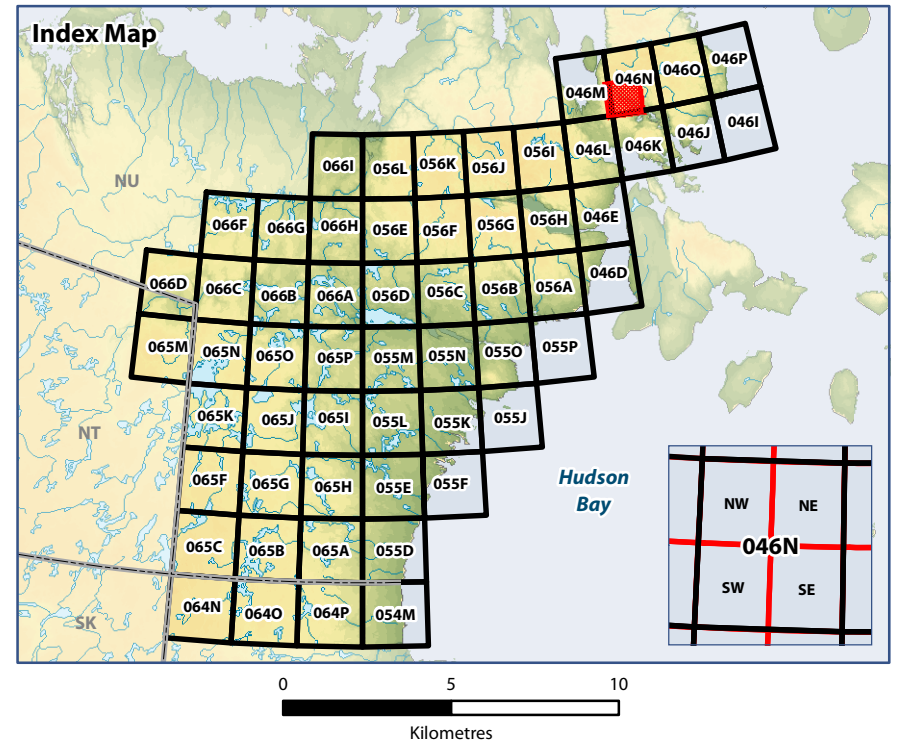 Index Map
046P
046O
046N
046M
046I
046J
046K
046L
056I
056J
056K
056L
066I
NU
066F
066G
066H
056E
056F
056G
056H
046E
066D
066C
066B
066A
056D
056C
056B
056A
046D
065M
065N
065O
065P
055M
055N
055O
055P
065K
065J
065I
055L
055K
055J
NT
065F
065G
065H
055E
055F
Hudson
Bay
065C
065B
065A
055D
064N
064O
064P
054M
SK
NW NE
046N
SW SE
0 5 10
Kilometres